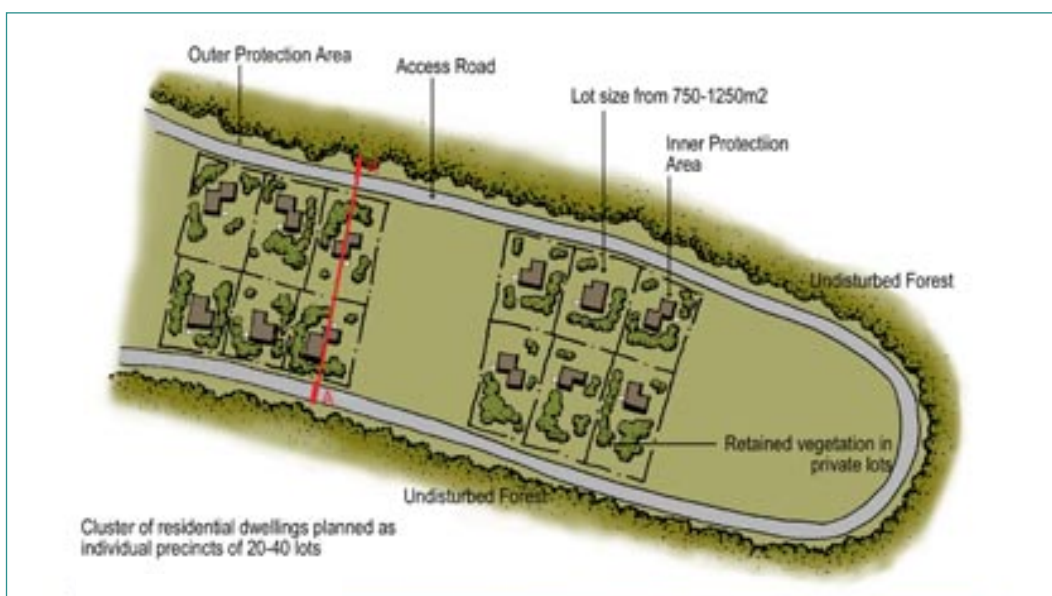 Outer Protection Area
Access Road
Lot size from 750-1250m2
Inner Protectiion
Area
Undisturbed Forest
A
Retained vegetation in
private lots
Undisturbed Forest
Cluster of residential dwellings planned as
individual precincts of 20-40 lots